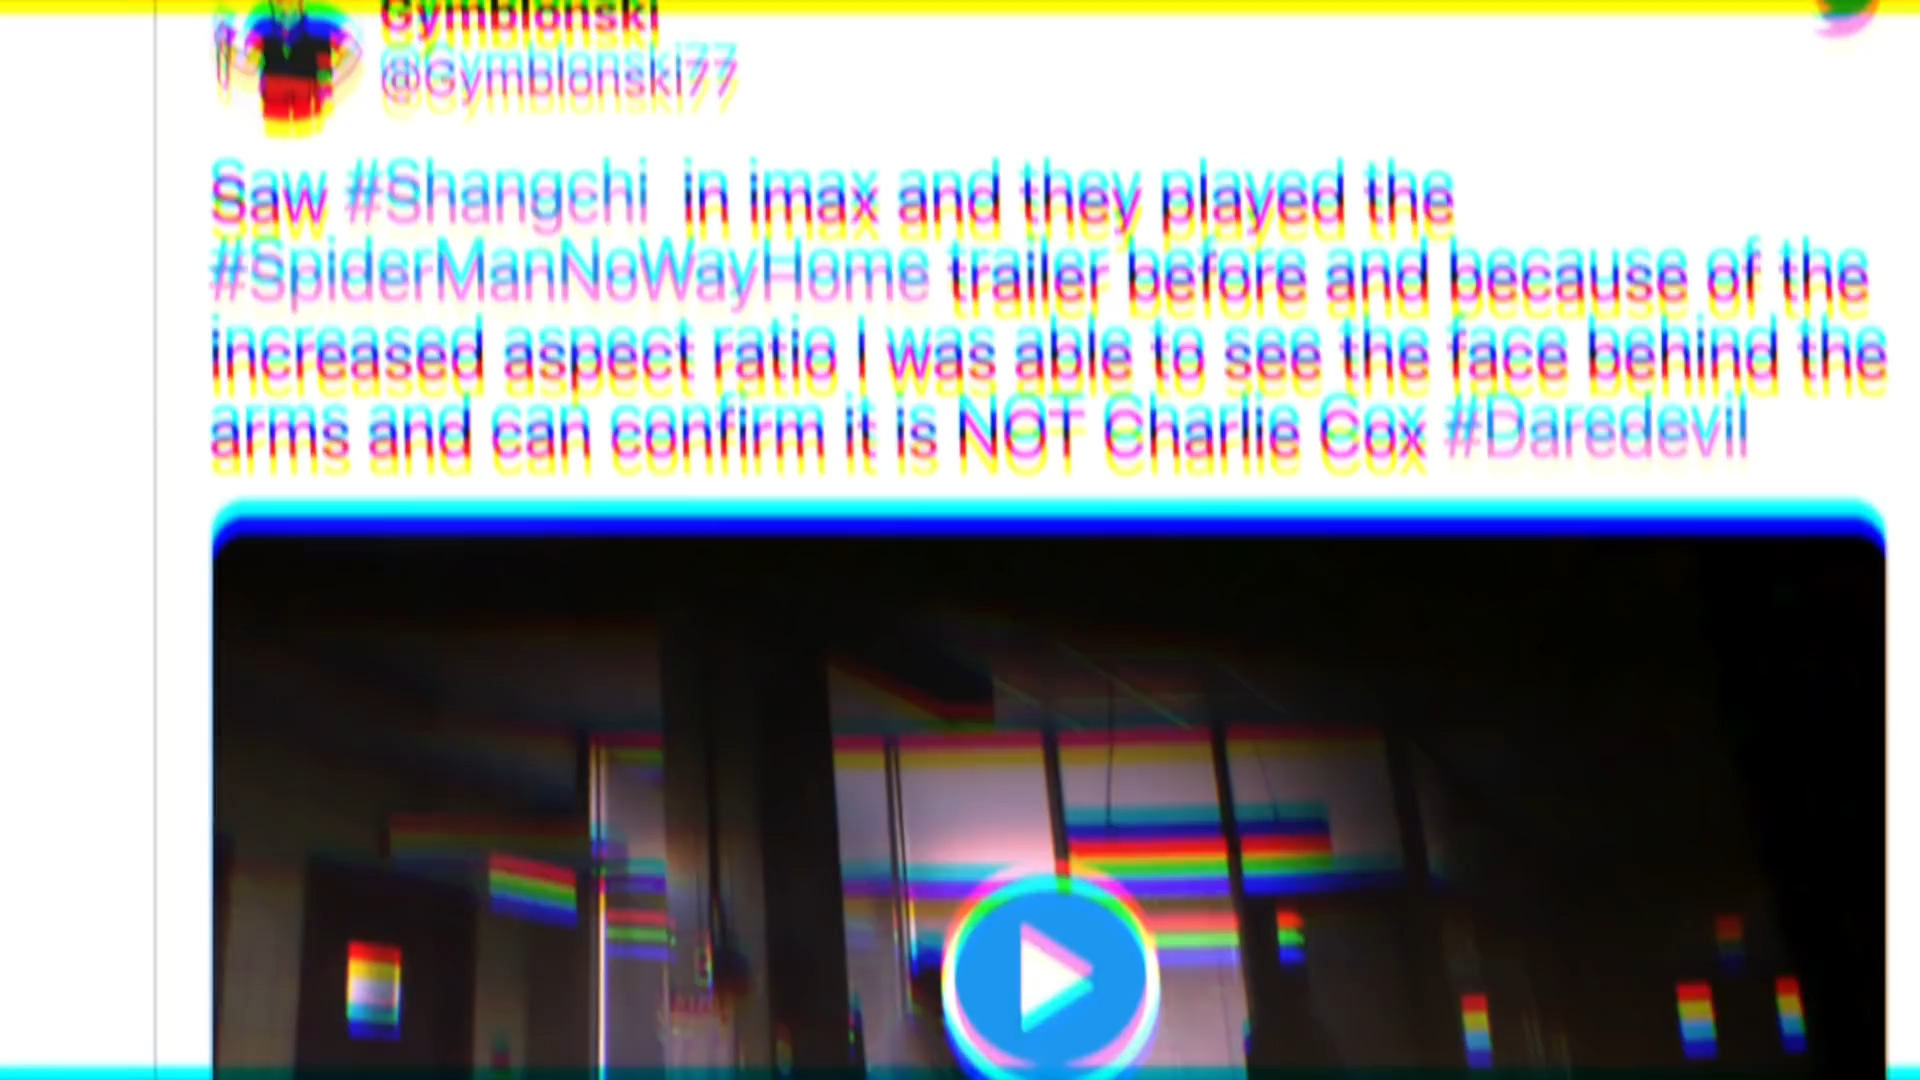 Gymblonski
@Gymblonski77
Saw #Shangchi in imax and they played the
#SpiderManNoWayHome trailer before and because of the
increased aspect ratio I was able to see the face behind the
arms and can confirm it is NOT Charlie Cox #Daredevil